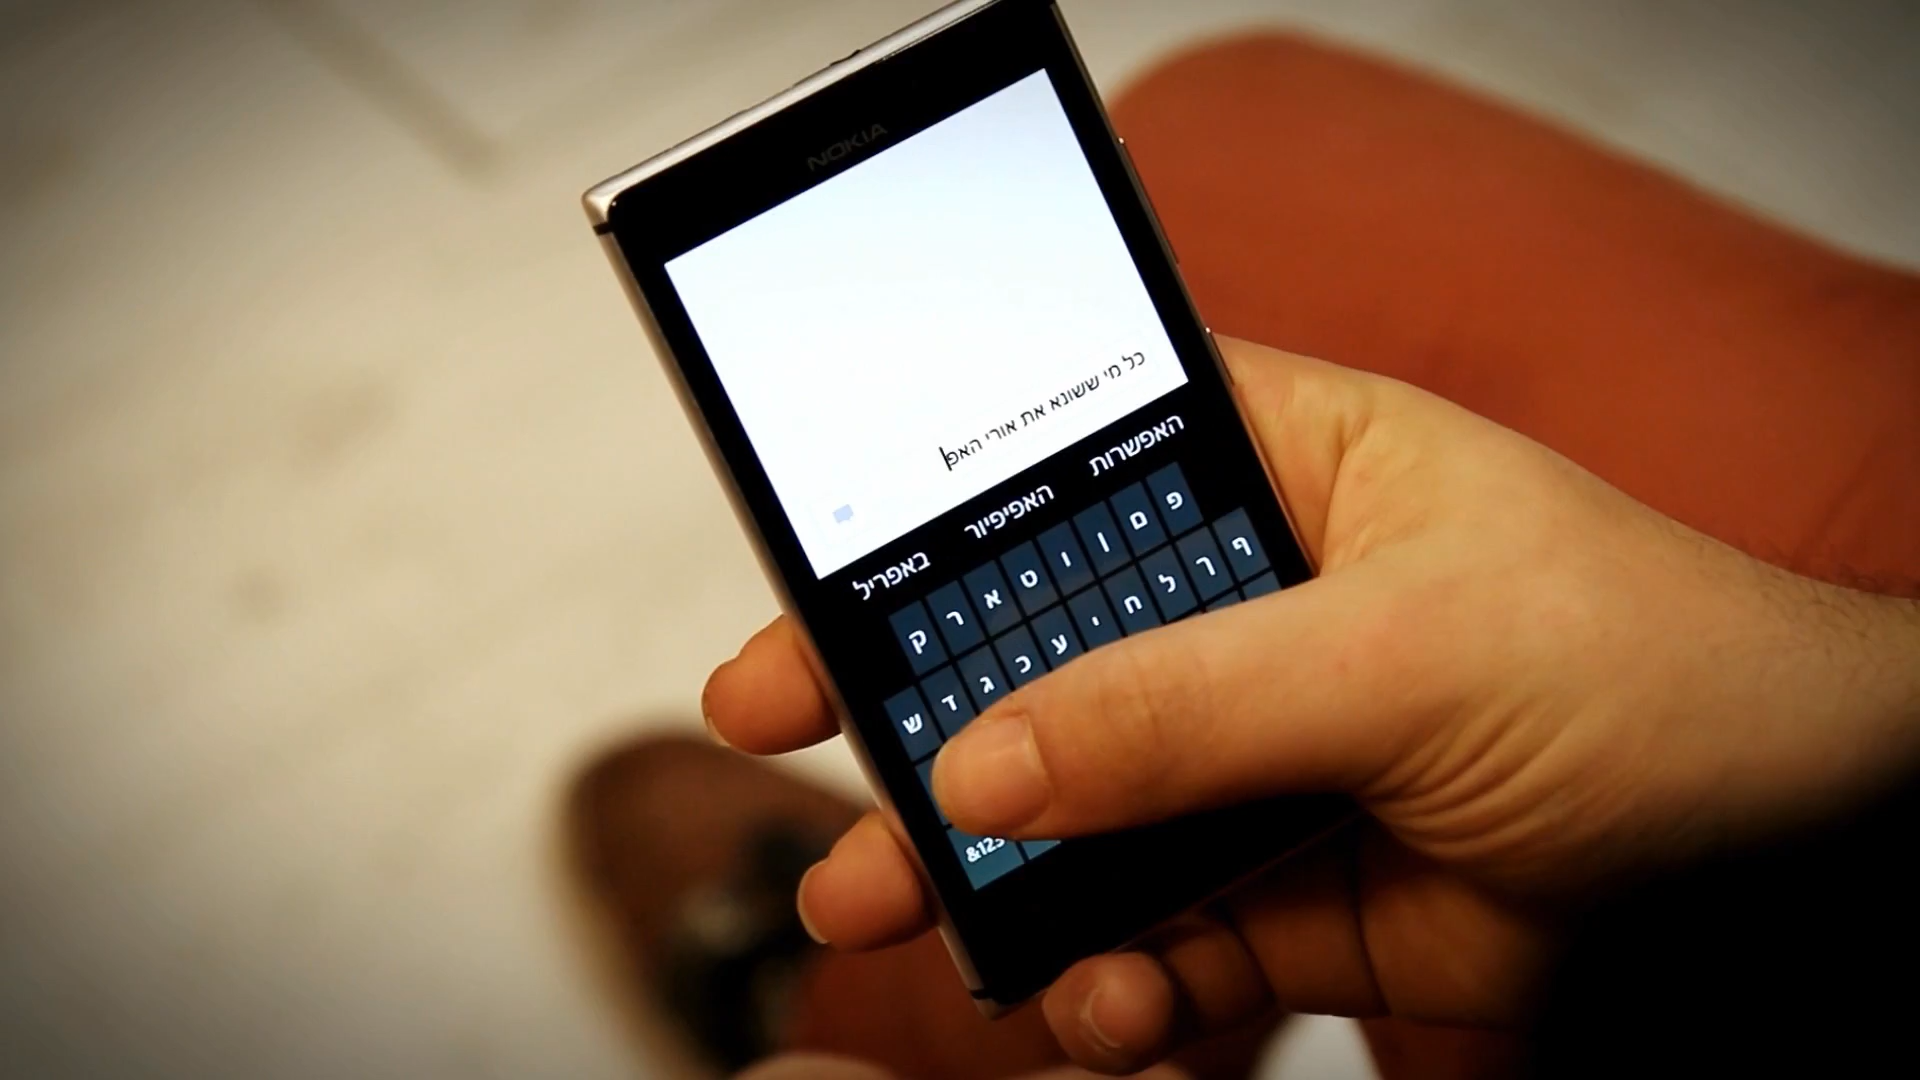 NOKIA
כל מי ששונא את אורי האפ
האפשרות האפיפיור באפריל
ק ר א ט ו ן ם פ
ש ד ג כ ע י ח ל ך ף
&123